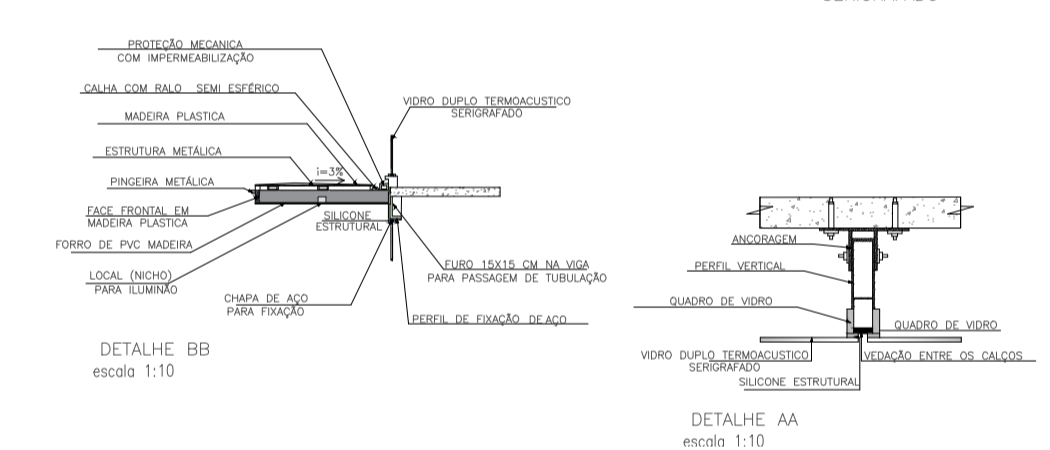 PROTEÇÃO MECANICA
COM IMPERMEABILIZAÇÃO
CALHA COM RALO SEMI ESFÉRICO
MADEIRA PLASTICA
ESTRUTURA METÁLICA
PINGEIRA METÁLICA
FACE FRONTAL EM
MADEIRA PLASTICA
FORRO DE PVC MADEIRA
LOCAL (NICHO)
PARA ILUMINÃO
i=3%
VIDRO DUPLO TERMOACUSTICO
SERIGRAFADO
SILICONE
ESTRUTURAL
FURO 15X15 CM NA VIGA
PARA PASSAGEM DE TUBULAÇÃO
CHAPA DE AÇO
PARA FIXAÇÃO
PERFIL DE FIXAÇÃO DE AÇO
DETALHE BB
escala 1:10
ANCORAGEM
PERFIL VERTICAL
QUADRO DE VIDRO
QUADRO DE VIDRO
VIDRO DUPLO TERMOACUSTICO
SERIGRAFADO
VEDAÇÃO ENTRE OS CALÇOS
SILICONE ESTRUTURAL
DETALHE AA
escala 1:10